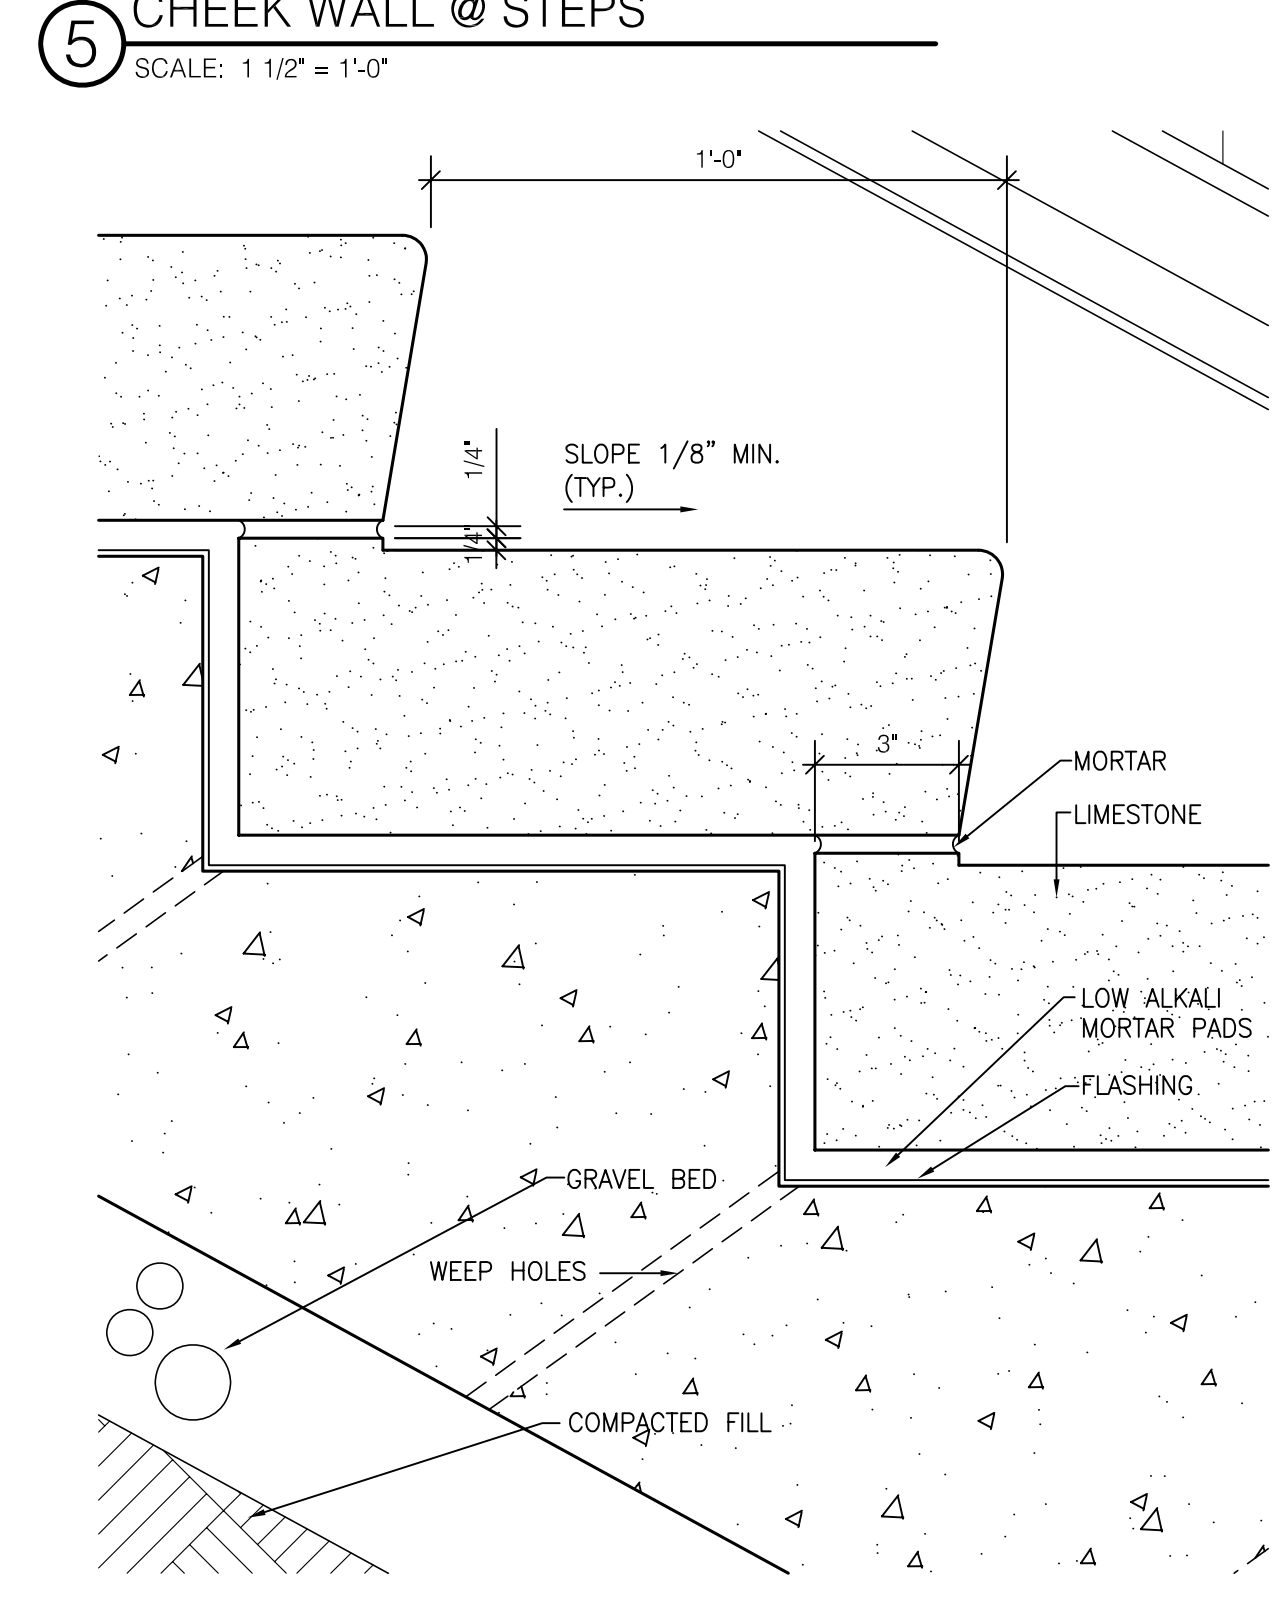 CHEEK WALL @ STEPS
5
SCALE: 1 1/2" = 1'-0"
1'-0"
1/4"
SLOPE 1/8” MIN.
(TYP.)
1/4"
3"
MORTAR
LIMESTONE
LOW ALKALI
MORTAR PADS
FLASHING
GRAVEL BED
WEEP HOLES
COMPACTED FILL